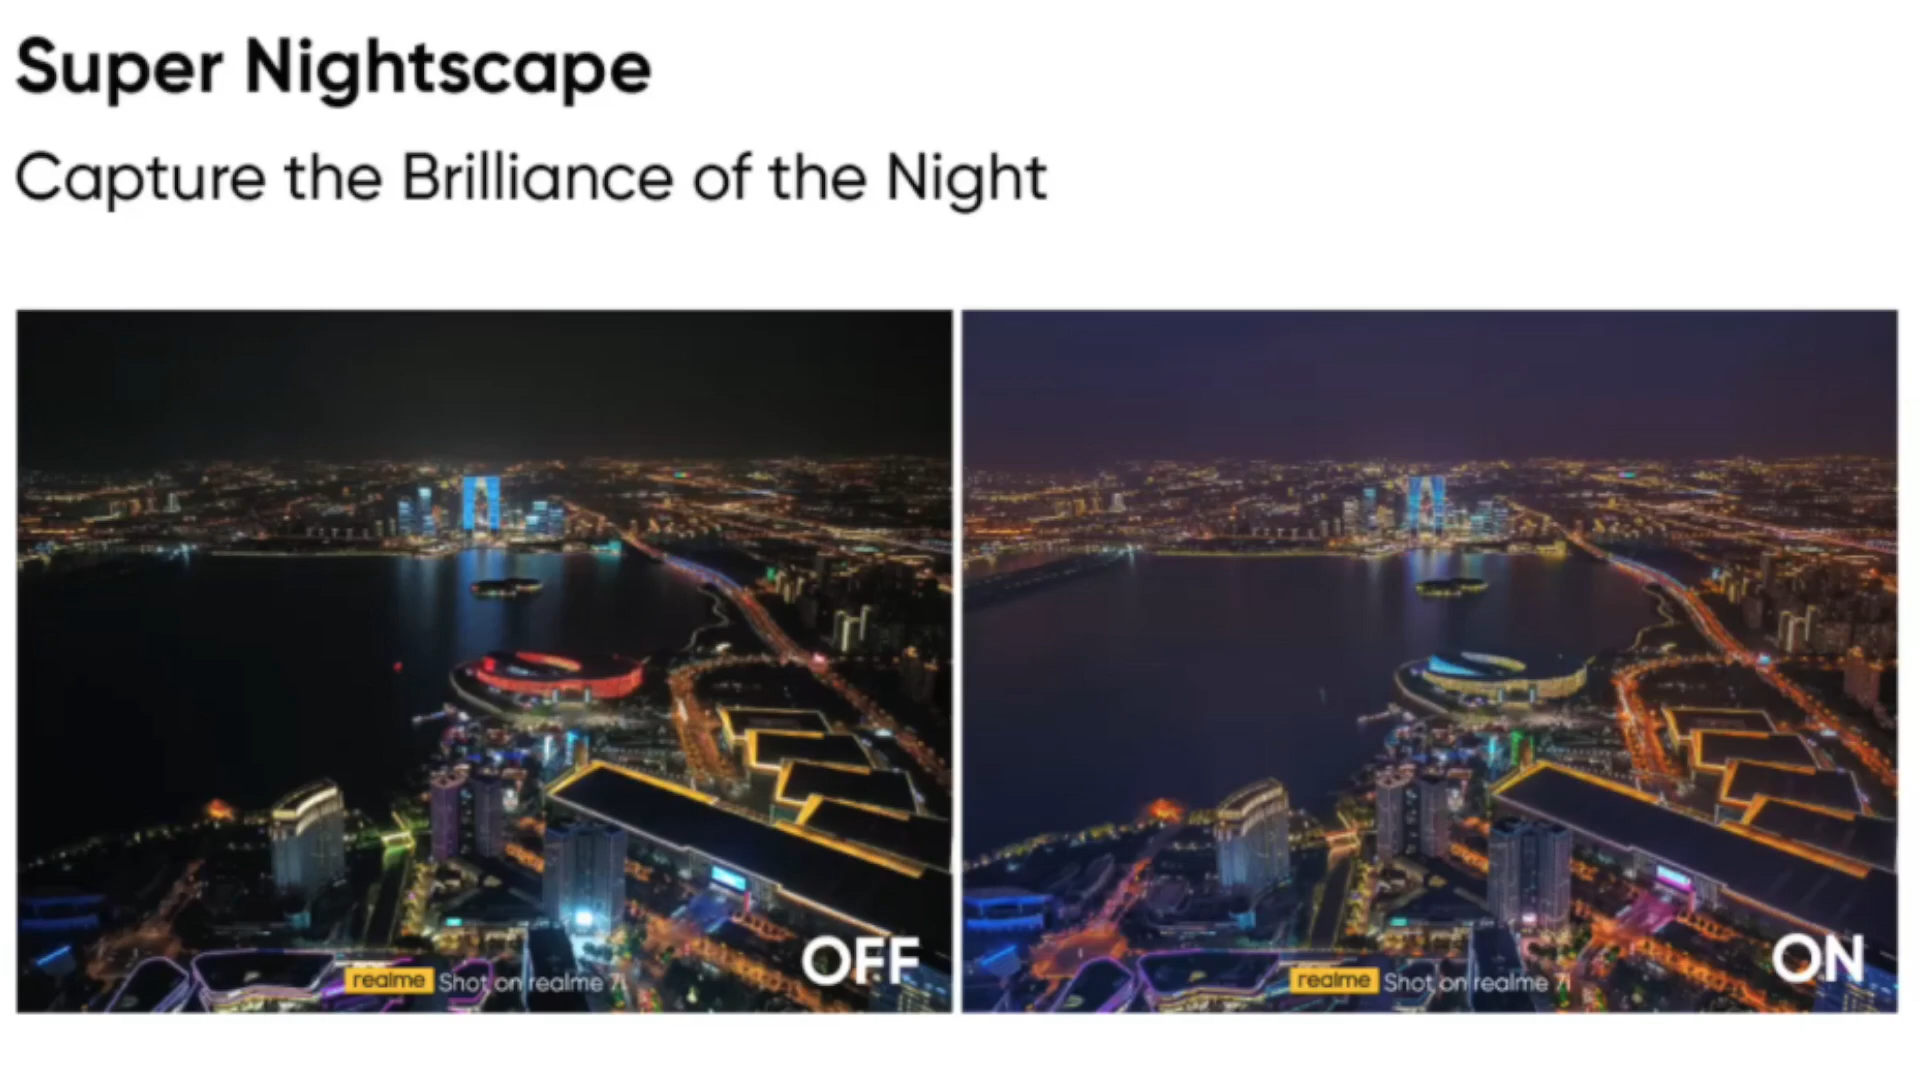 Super Nightscape
Capture the Brilliance of the Night
OFF
realme Shot on realme 7i
ON
realme Shot on realme 7i